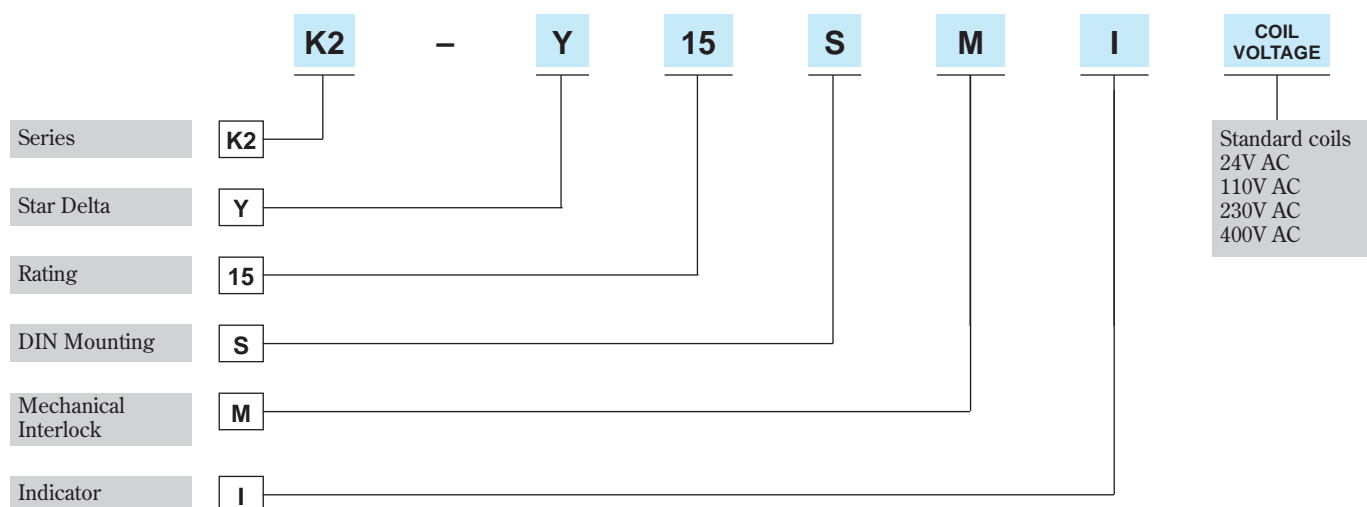 K2 – Y 15 S M I COIL VOLTAGE
Series K2
Star Delta Y
Rating 15
DIN Mounting S
Mechanical
Interlock
M
Indicator I
Standard coils
24V AC
110V AC
230V AC
400V AC